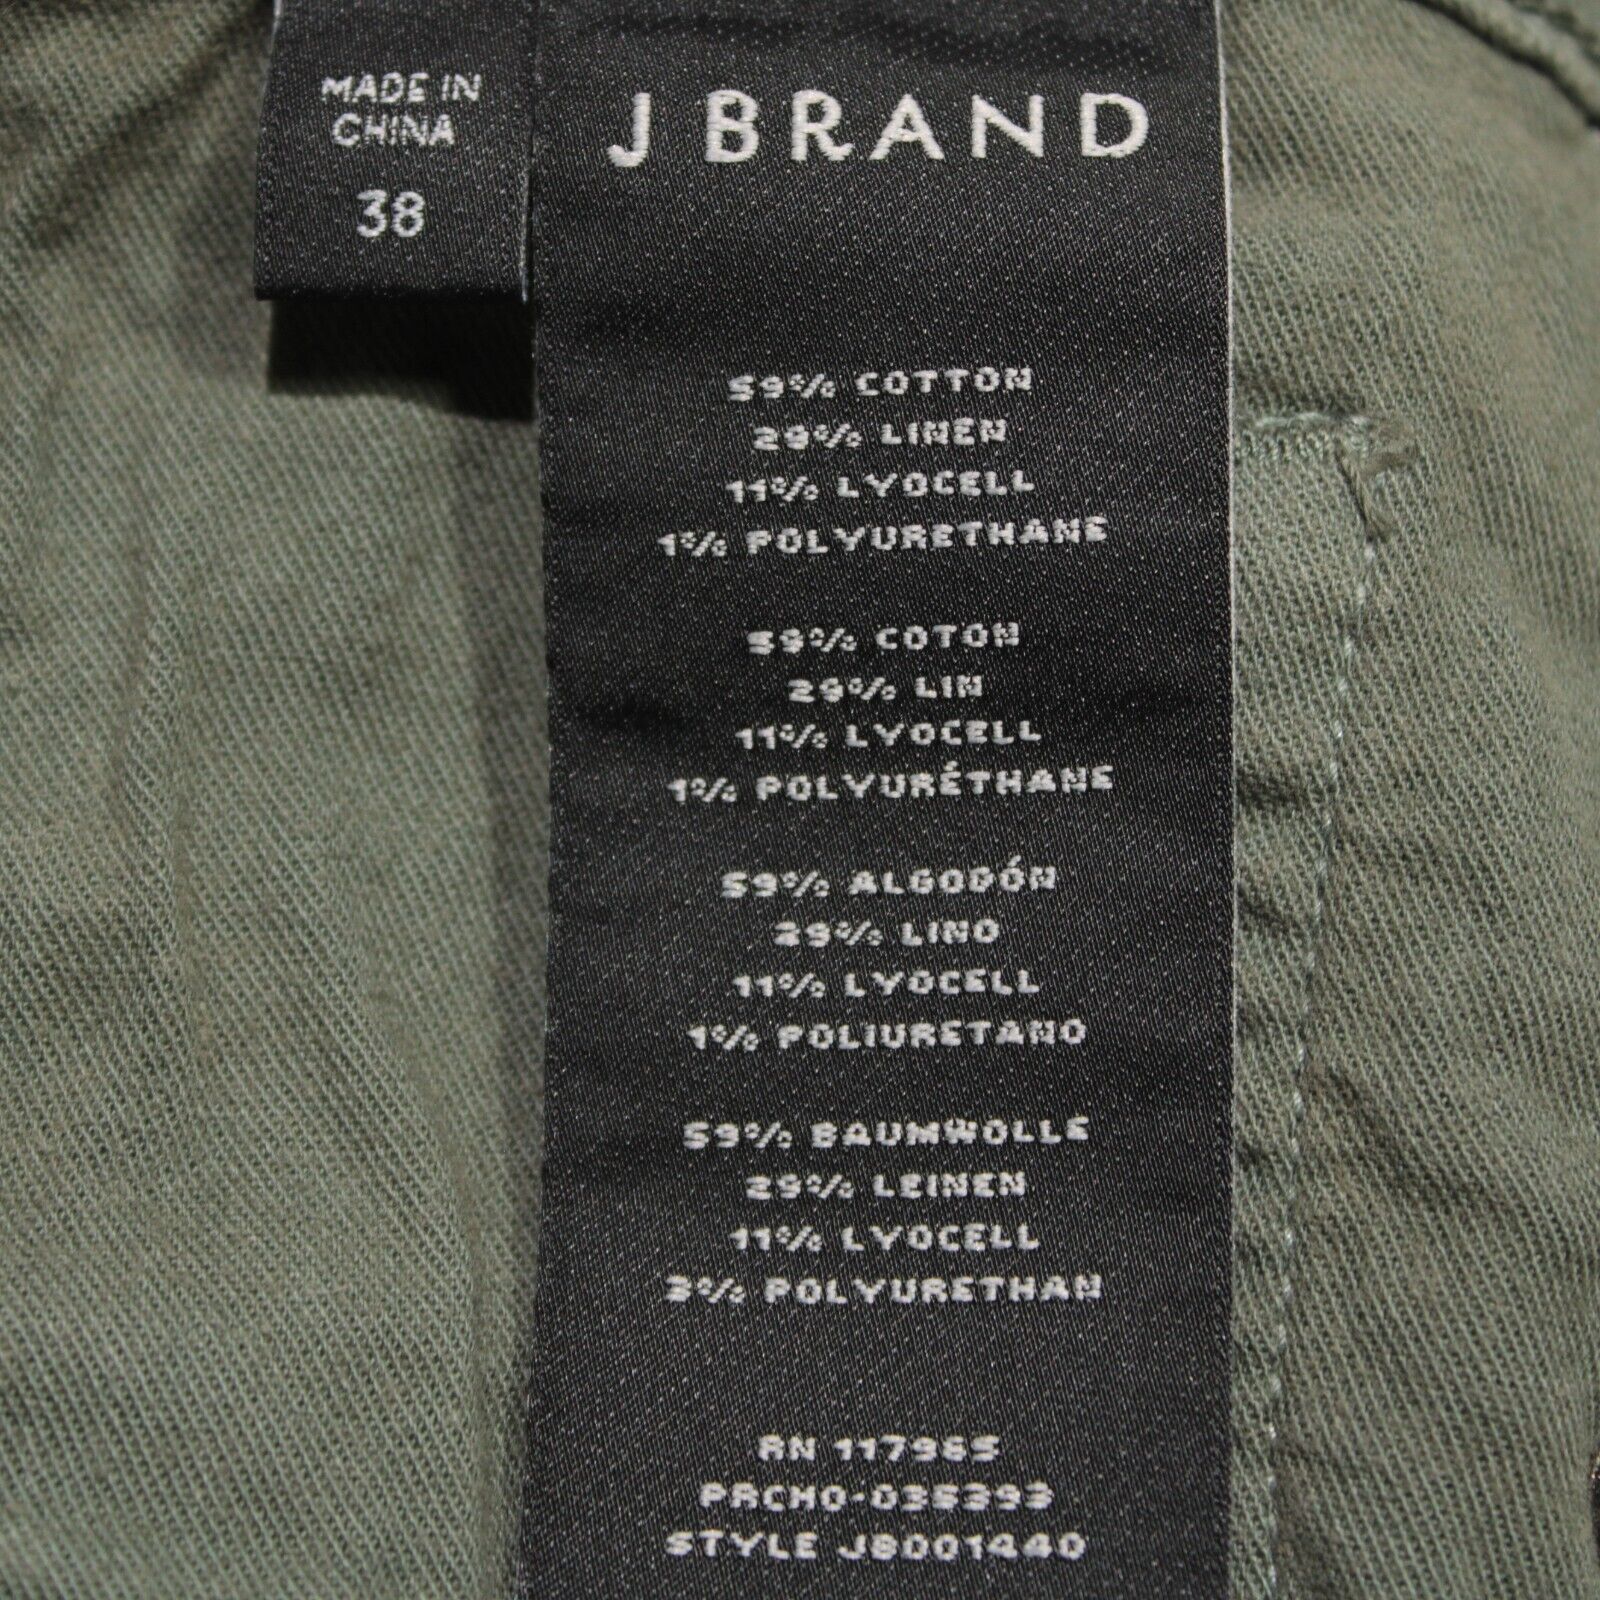 MADE IN
CHINA
38
J BRAND
59% COTTON
29% LINEN
11% LYOCELL
1% POLYURETHANE
59% COTON
29% LIN
11% LYOCELL
1% POLYURÉTHANE
59% ALGODÓN
29% LINO
11% LYOCELL
1% POLIURETANO
59% BAUMWOLLE
29% LEINEN
11% LYOCELL
3% POLYURETHAN
RN 117965
PRCHO-035393
STYLE JB001440